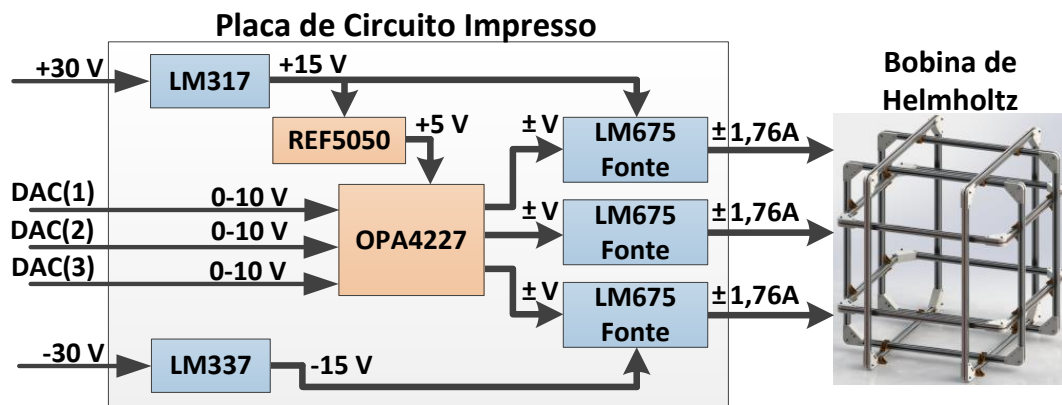 Placa de Circuito Impresso
+30 V
LM317
+15 V
Bobina de
Helmholtz
REF5050
+5 V
± V
LM675
Fonte
±1,76A
DAC(1)
0-10 V
DAC(2)
0-10 V
DAC(3)
0-10 V
OPA4227
± V
LM675
Fonte
±1,76A
± V
LM675
Fonte
±1,76A
-30 V
LM337
-15 V